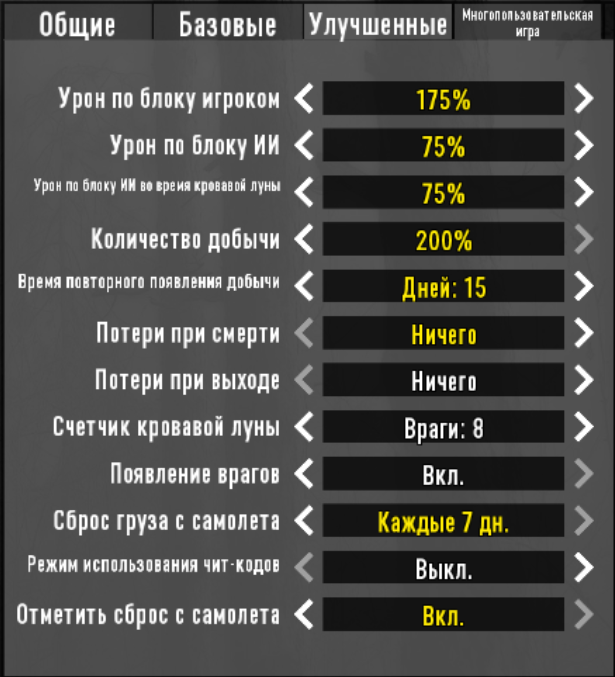 Общие Базовые Улучшенные Многопользовательская
игра
Урон по блоку игроком 175%
Урон по блоку ИИ 75%
Урон по блоку ИИ во время кровавой луны 75%
Количество добычи 200%
Время повторного появления добычи Дней: 15
Потери при смерти Ничего
Потери при выходе Ничего
Счетчик кровавой луны Враги: 8
Появление врагов Вкл.
Сброс груза с самолета Каждые 7 дн.
Режим использования чит-кодов Выкл.
Отметить сброс с самолета Вкл.